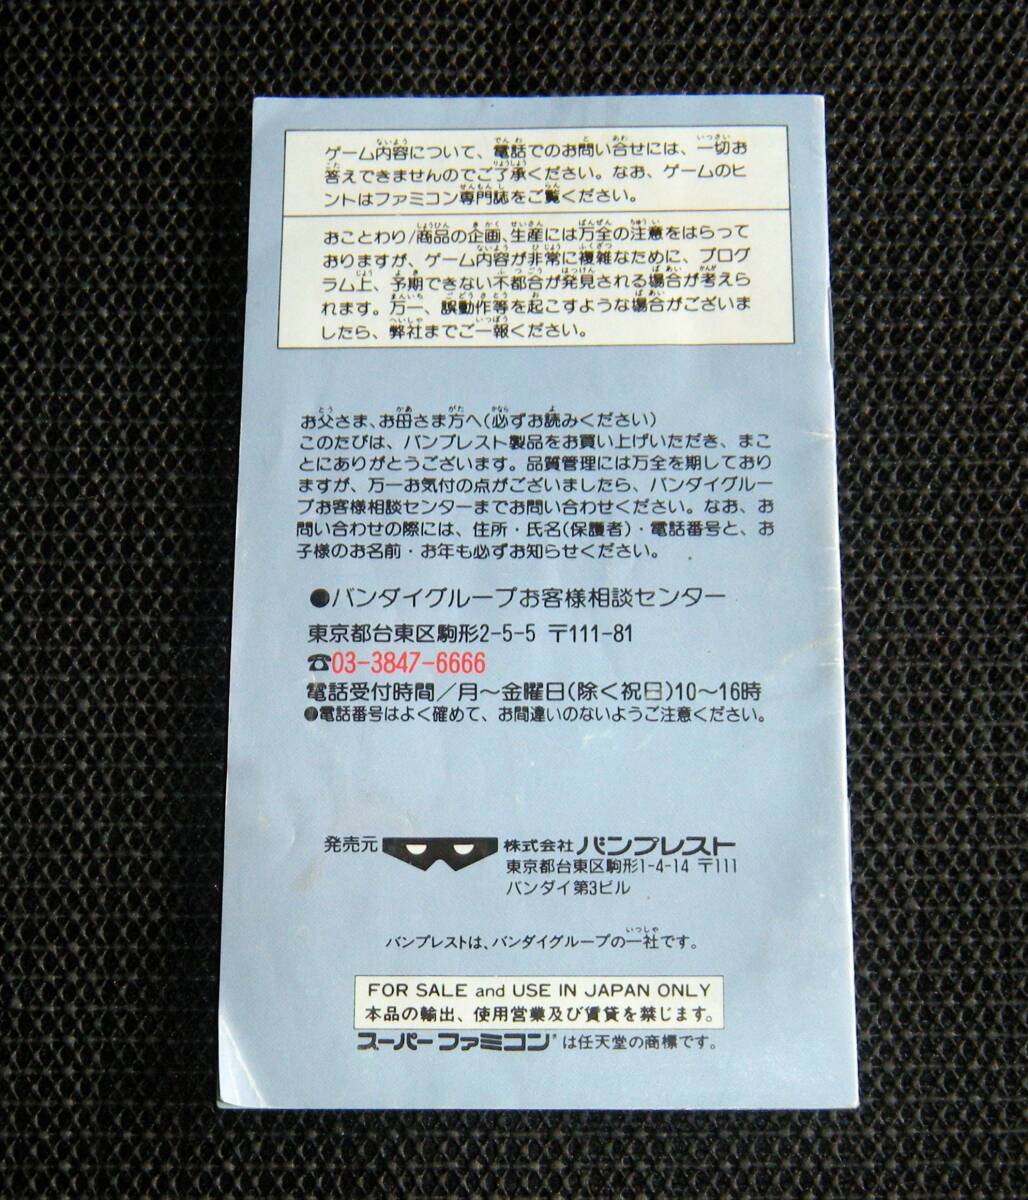 ゲーム内容について、電話でのお問い合せには、一切お
答えできませんのでご了承ください。なお、ゲームのヒ
ントはファミコン専門誌をご覧ください。
おことわり/商品の企画、生産には万全の注意をはらって
おりますが、ゲーム内容が非常に複雑なために、プログ
ラム上、予期できない不都合が発見される場合が考えら
れます。万一、誤動作等を起こすような場合がございま
したら、弊社までご一報ください。
お父さま、お母さま方へ(必ずお読みください)
このたびは、バンプレスト製品をお買い上げいただき、まこ
とにありがとうございます。品質管理には万全を期しており
ますが、万一お気付の点がございましたら、バンダイグルー
プお客様相談センターまでお問い合わせください。なお、お
問い合わせの際には、住所・氏名(保護者)・電話番号と、お
子様のお名前・お年も必ずお知らせください。
●バンダイグループお客様相談センター
東京都台東区駒形2-5-5 〒111-81
☎03-3847-6666
電話受付時間/月〜金曜日(除く祝日)10〜16時
●電話番号はよく確めて、お間違いのないようご注意ください。
発売元 株式会社 バンプレスト
東京都台東区駒形1-4-14 〒111
バンダイ第3ビル
バンプレストは、バンダイグループの一社です。
FOR SALE and USE IN JAPAN ONLY
本品の輸出、使用営業及び賃貸を禁じます。
スーパーファミコン®は任天堂の商標です。